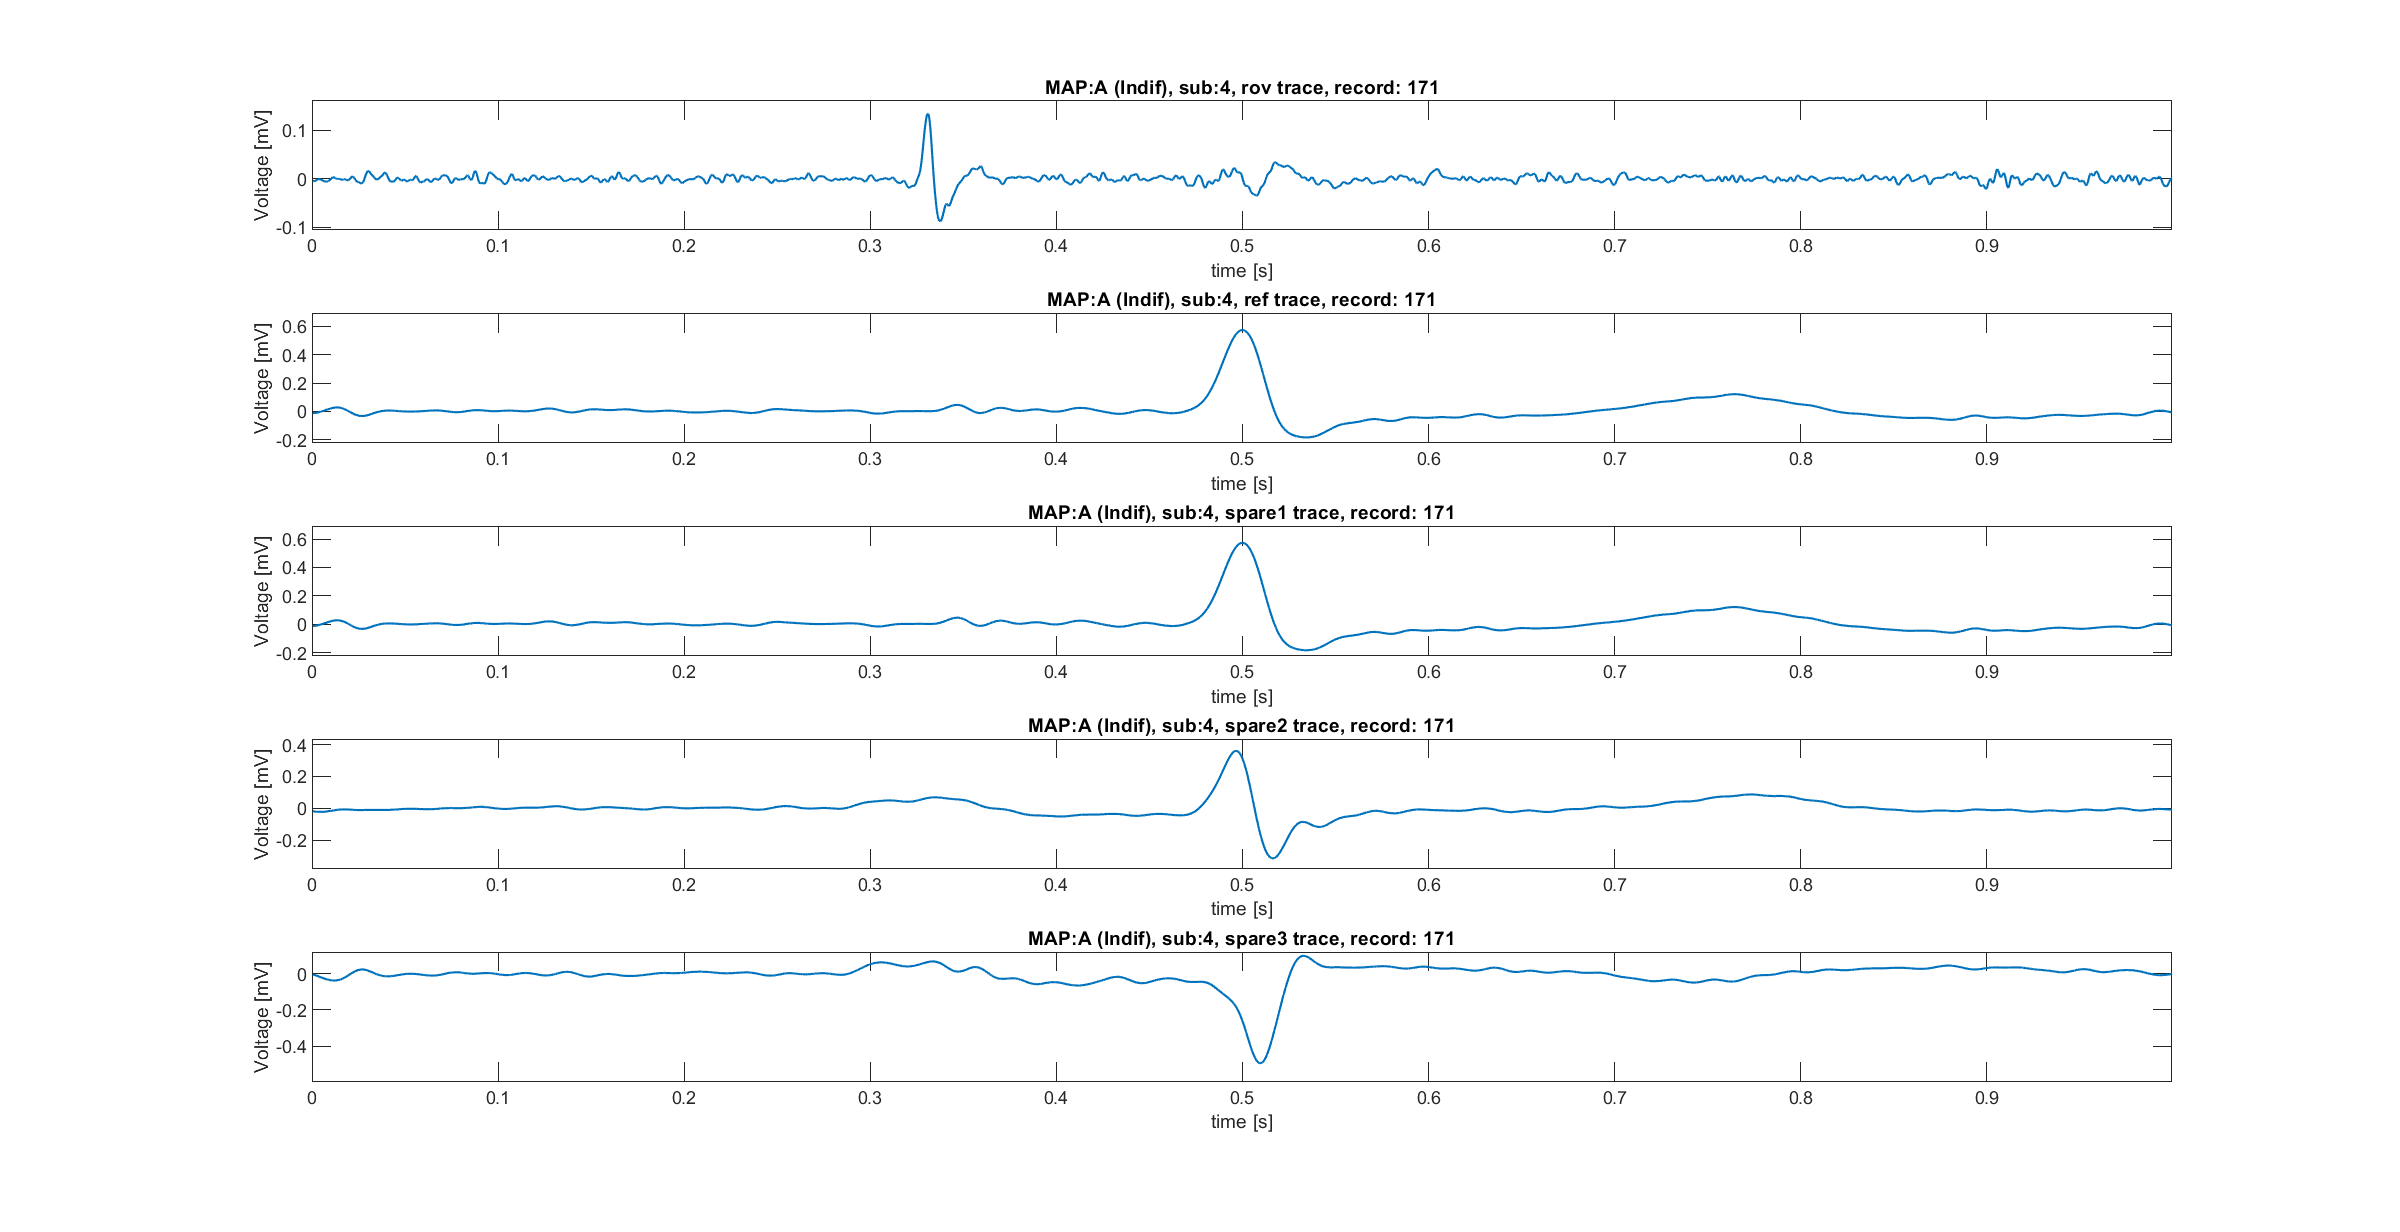 MAP:A (Indif), sub:4, rov trace, record: 171
Voltage [mV]
0.1
0
-0.1
0 0.1 0.2 0.3 0.4 0.5 0.6 0.7 0.8 0.9
time [s]
MAP:A (Indif), sub:4, ref trace, record: 171
Voltage [mV]
0.6
0.4
0.2
0
-0.2
0 0.1 0.2 0.3 0.4 0.5 0.6 0.7 0.8 0.9
time [s]
MAP:A (Indif), sub:4, spare1 trace, record: 171
Voltage [mV]
0.6
0.4
0.2
0
-0.2
0 0.1 0.2 0.3 0.4 0.5 0.6 0.7 0.8 0.9
time [s]
MAP:A (Indif), sub:4, spare2 trace, record: 171
Voltage [mV]
0.4
0.2
0
-0.2
0 0.1 0.2 0.3 0.4 0.5 0.6 0.7 0.8 0.9
time [s]
MAP:A (Indif), sub:4, spare3 trace, record: 171
Voltage [mV]
0
-0.2
-0.4
0 0.1 0.2 0.3 0.4 0.5 0.6 0.7 0.8 0.9
time [s]